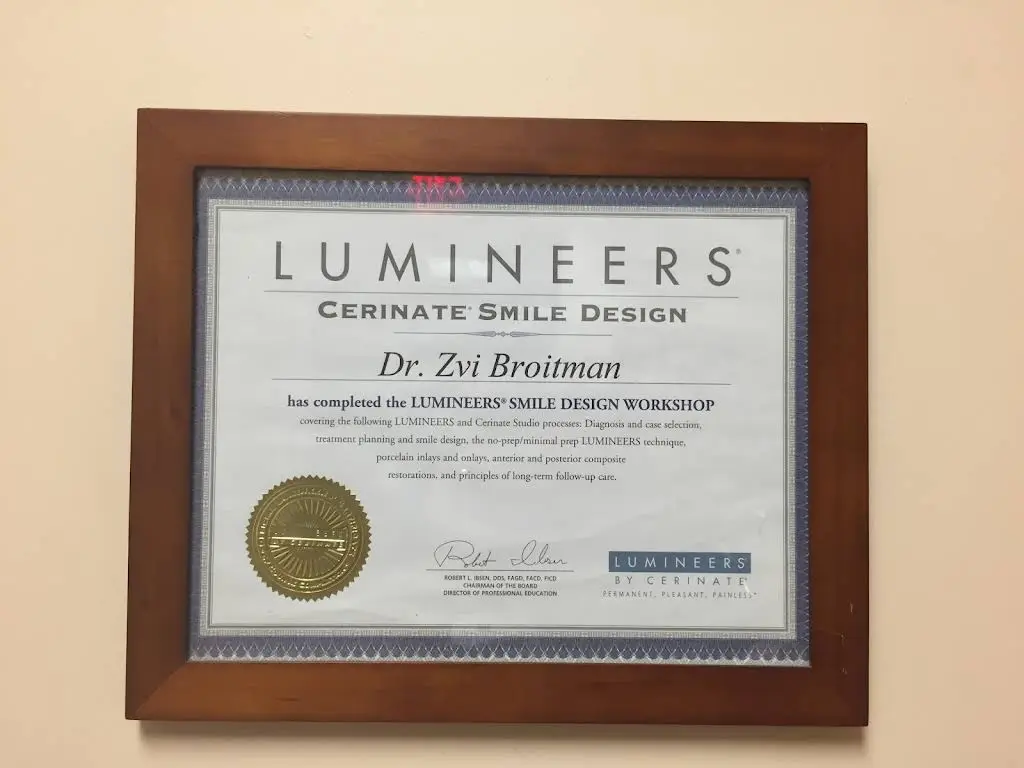 LUMINEERS®
CERINATE® SMILE DESIGN
Dr. Zvi Broitman
has completed the LUMINEERS® SMILE DESIGN WORKSHOP
covering the following LUMINEERS and Cerinate Studio processes: Diagnosis and case selection,
treatment planning and smile design, the no-prep/minimal prep LUMINEERS technique,
porcelain inlays and onlays, anterior and posterior composite
restorations, and principles of long-term follow-up care.
Robert Ibsen
ROBERT L. IBSEN, DDS, FAGD, FACD, FICD
CHAIRMAN OF THE BOARD
DIRECTOR OF PROFESSIONAL EDUCATION
LUMINEERS
BY CERINATE®
PERMANENT, PLEASANT, PAINLESS™